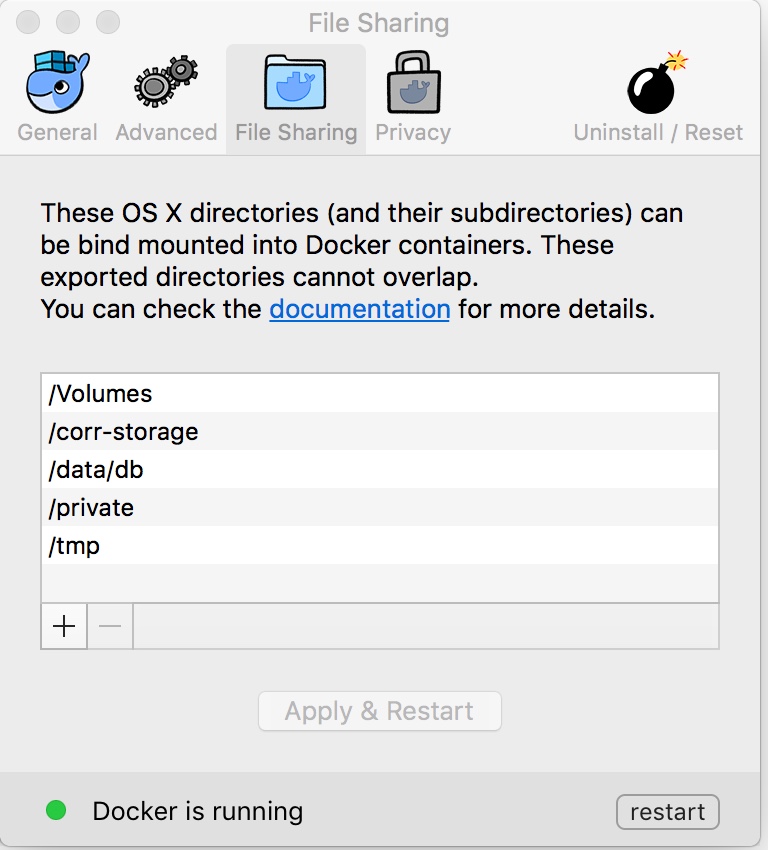 File Sharing
General
Advanced
File Sharing
Privacy
Uninstall / Reset
These OS X directories (and their subdirectories) can
be bind mounted into Docker containers. These
exported directories cannot overlap.
You can check the documentation for more details.
/Volumes
/corr-storage
/data/db
/private
/tmp
Apply & Restart
Docker is running
restart